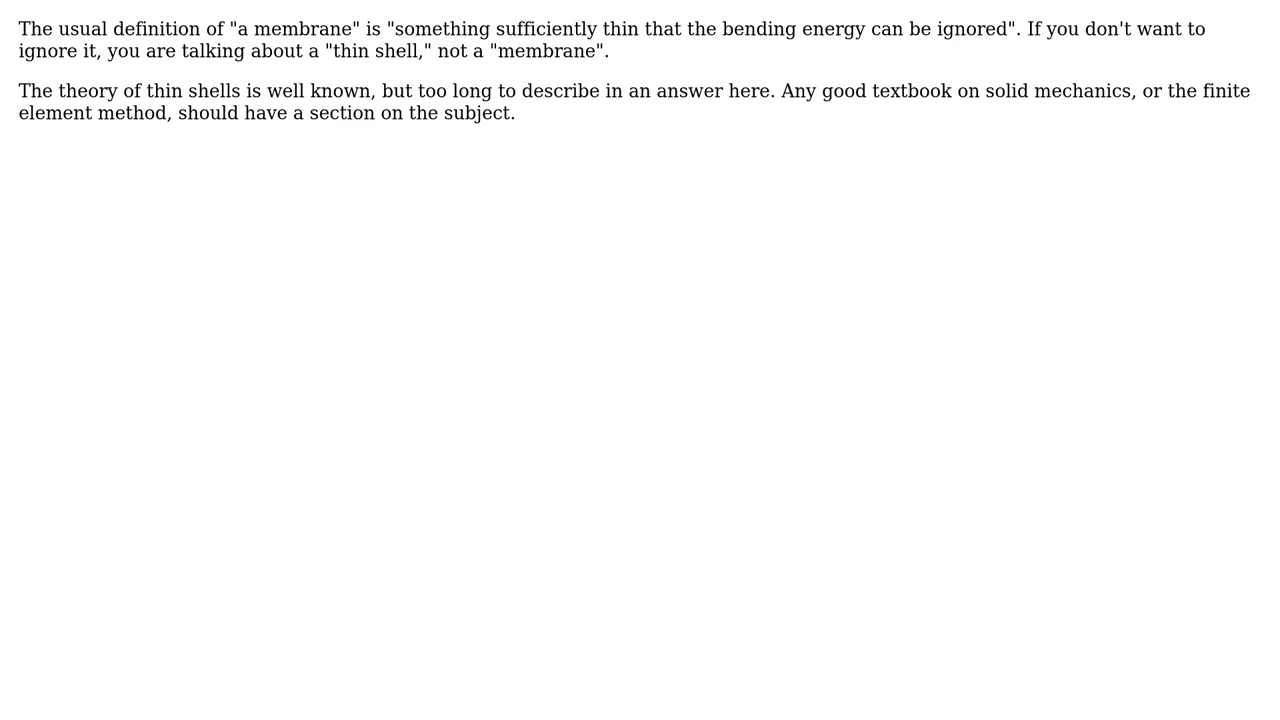 The usual definition of "a membrane" is "something sufficiently thin that the bending energy can be ignored". If you don't want to
ignore it, you are talking about a "thin shell," not a "membrane".
The theory of thin shells is well known, but too long to describe in an answer here. Any good textbook on solid mechanics, or the finite
element method, should have a section on the subject.